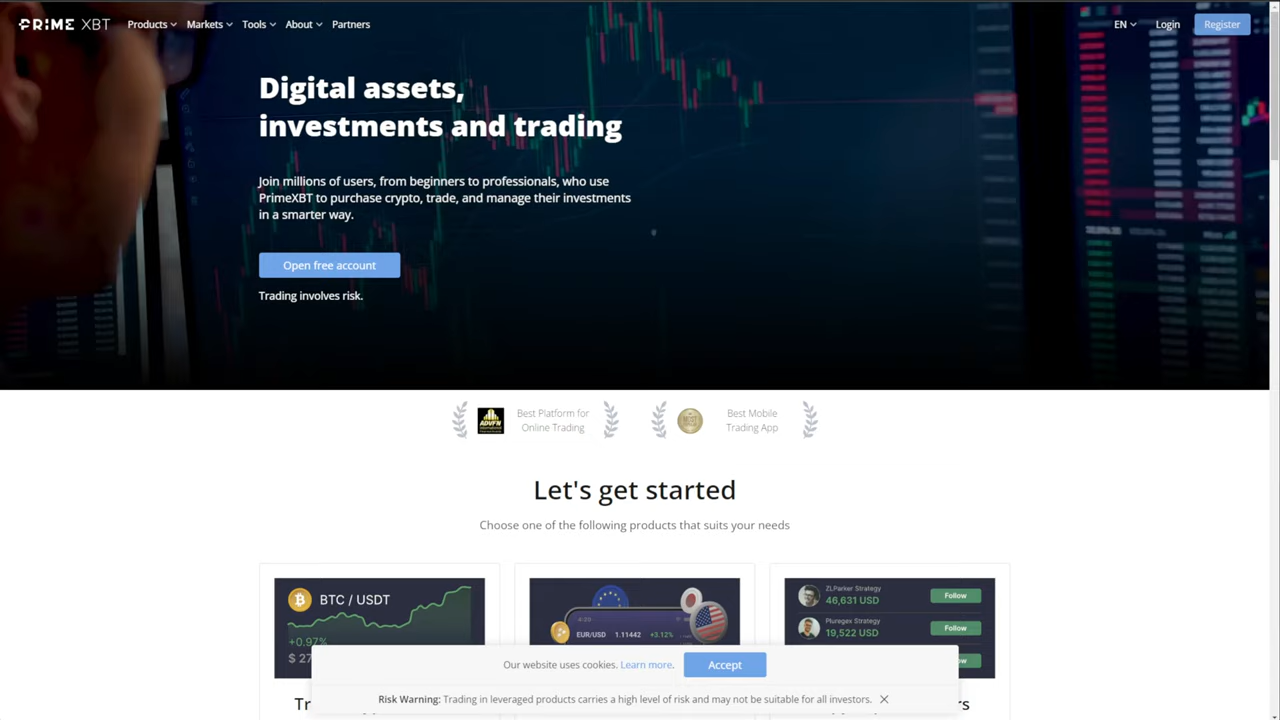 PRIME XBT Products Markets Tools About Partners EN Login Register
Digital assets,
investments and trading
Join millions of users, from beginners to professionals, who use
PrimeXBT to purchase crypto, trade, and manage their investments
in a smarter way.
Open free account
Trading involves risk.
ADVFN
Best Platform for
Online Trading
Best Mobile
Trading App
Let's get started
Choose one of the following products that suits your needs
BTC / USDT
+0.97%
$ 27
EUR/USD 1.11442 +3.12%
ZLParker Strategy
46,631 USD
Follow
Pluregex Strategy
19,522 USD
Follow
Our website uses cookies. Learn more. Accept
Risk Warning: Trading in leveraged products carries a high level of risk and may not be suitable for all investors.